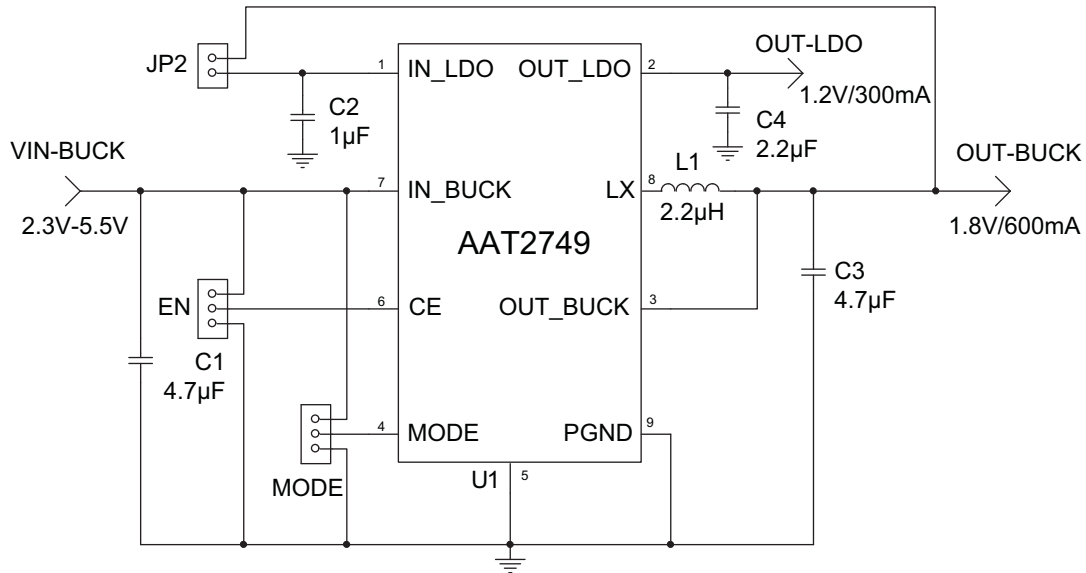 JP2
1
IN_LDO
OUT_LDO
2
OUT-LDO
1.2V/300mA
C2
1µF
C4
2.2µF
VIN-BUCK
2.3V-5.5V
7
IN_BUCK
LX
8
L1
2.2µH
OUT-BUCK
1.8V/600mA
AAT2749
EN
6
CE
OUT_BUCK
3
C3
4.7µF
C1
4.7µF
4
MODE
PGND
9
MODE
U1
5